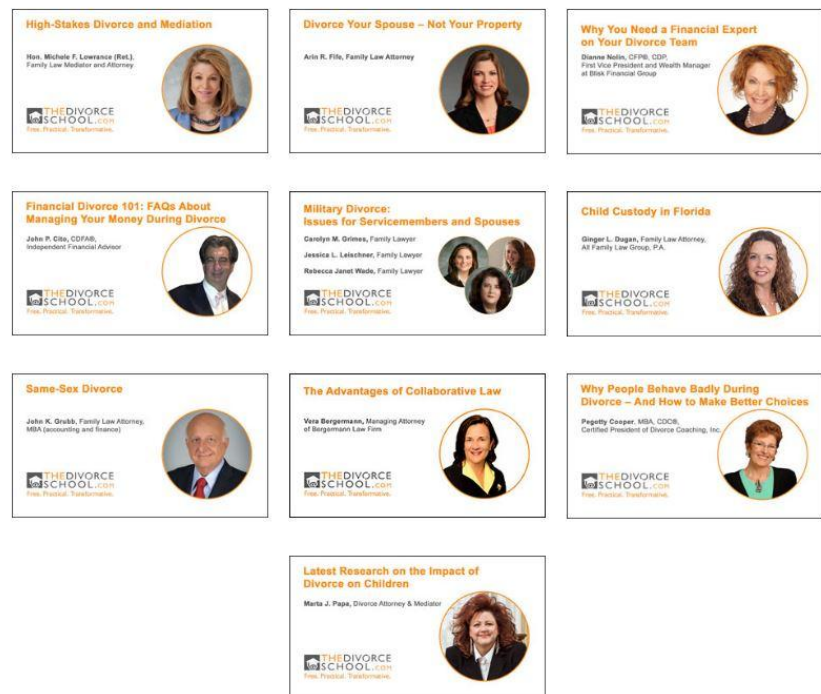 High-Stakes Divorce and Mediation
Hon. Michele F. Lowrance (Ret.),
Family Law Mediator and Attorney
THEDIVORCE
SCHOOL.com
Free. Practical. Transformative.
Divorce Your Spouse – Not Your Property
Arin R. Fife, Family Law Attorney
THEDIVORCE
SCHOOL.com
Free. Practical. Transformative.
Why You Need a Financial Expert
on Your Divorce Team
Dianne Nolin, CFP®, CDP,
First Vice President and Wealth Manager
at Blisk Financial Group
THEDIVORCE
SCHOOL.com
Free. Practical. Transformative.
Financial Divorce 101: FAQs About
Managing Your Money During Divorce
John P. Cito, CDFA®,
Independent Financial Advisor
THEDIVORCE
SCHOOL.com
Free. Practical. Transformative.
Military Divorce:
Issues for Servicemembers and Spouses
Carolyn M. Grimes, Family Lawyer
Jessica L. Leischner, Family Lawyer
Rebecca Janet Wade, Family Lawyer
THEDIVORCE
SCHOOL.com
Free. Practical. Transformative.
Child Custody in Florida
Ginger L. Dugan, Family Law Attorney,
All Family Law Group, P.A.
THEDIVORCE
SCHOOL.com
Free. Practical. Transformative.
Same-Sex Divorce
John K. Grubb, Family Law Attorney,
MBA (accounting and finance)
THEDIVORCE
SCHOOL.com
Free. Practical. Transformative.
The Advantages of Collaborative Law
Vera Bergermann, Managing Attorney
of Bergermann Law Firm
THEDIVORCE
SCHOOL.com
Free. Practical. Transformative.
Why People Behave Badly During
Divorce – And How to Make Better Choices
Pegotty Cooper, MBA, CDC®,
Certified President of Divorce Coaching, Inc.
THEDIVORCE
SCHOOL.com
Free. Practical. Transformative.
Latest Research on the Impact of
Divorce on Children
Marta J. Papa, Divorce Attorney & Mediator
THEDIVORCE
SCHOOL.com
Free. Practical. Transformative.